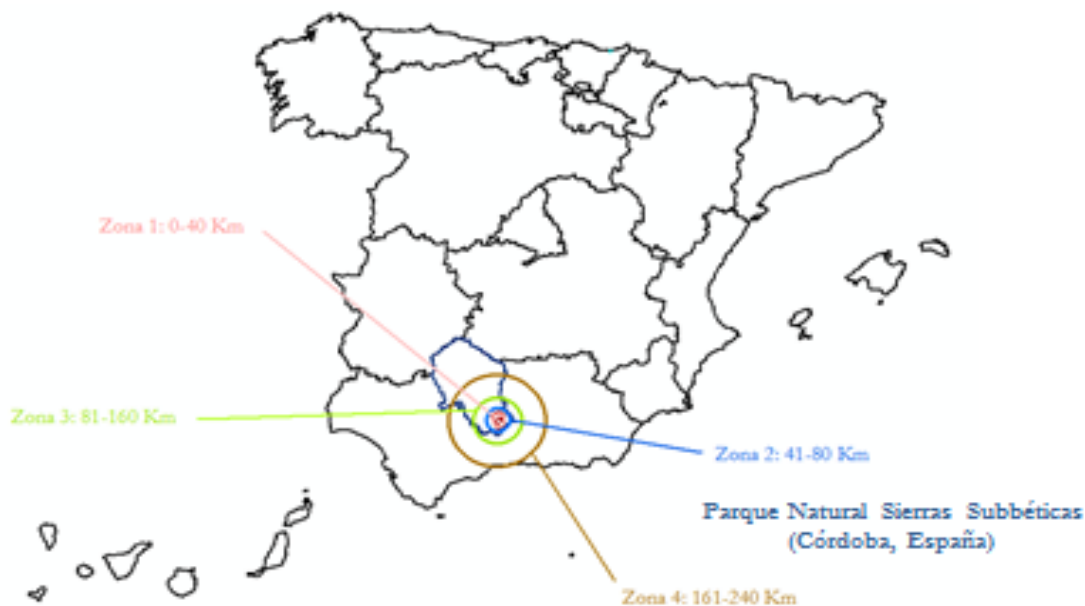 Zona 1: 0-40 Km
Zona 3: 81-160 Km
Zona 2: 41-80 Km
Parque Natural Sierras Subbéticas
(Córdoba, España)
Zona 4: 161-240 Km